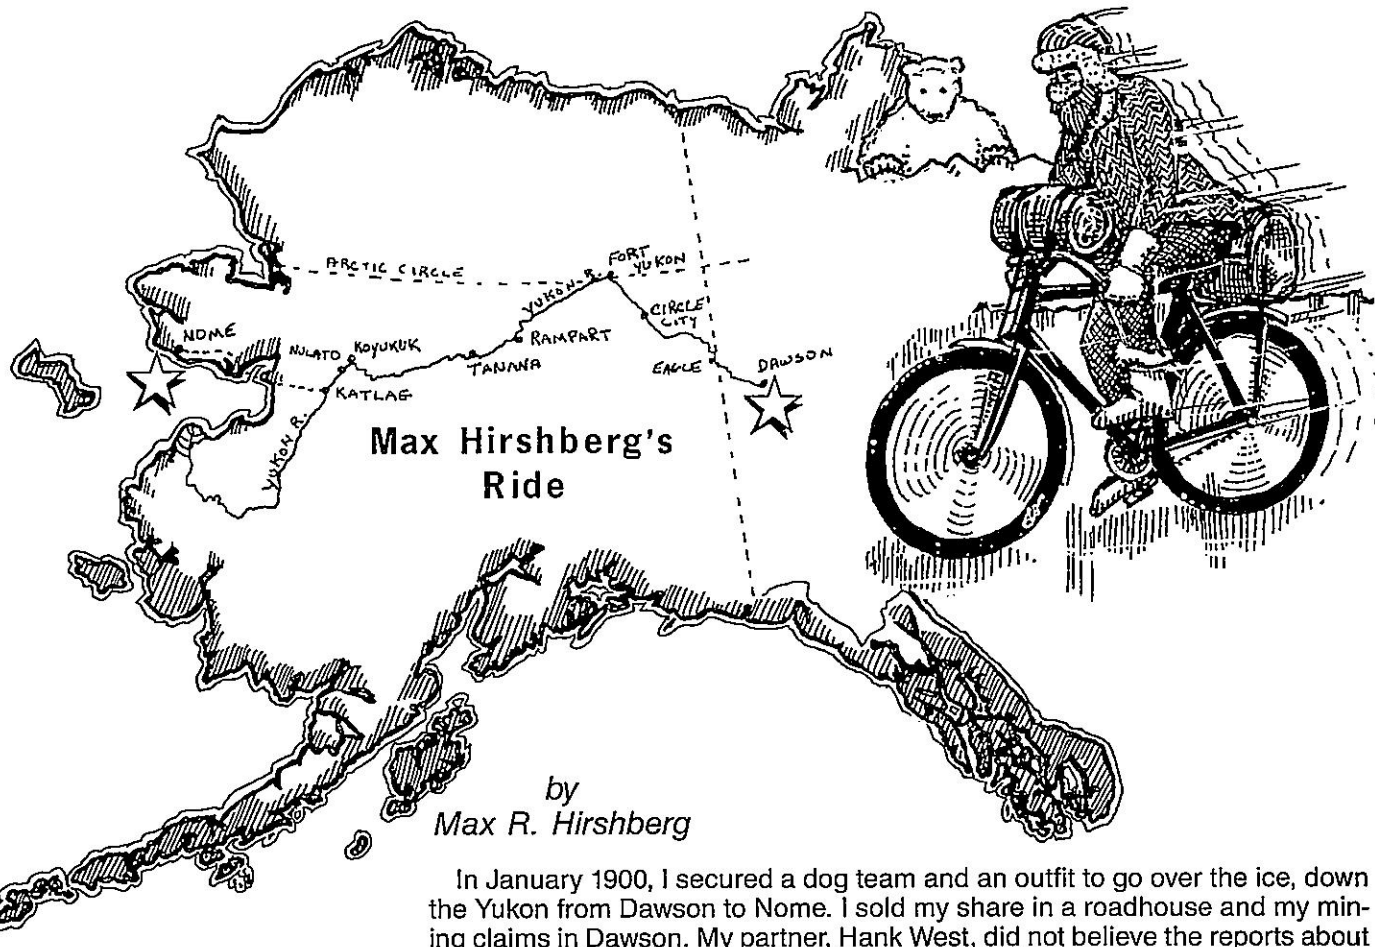 ARCTIC CIRCLE
FORT
YUKON
YUKON R.
CIRCLE
CITY
NOME
RAMPART
NULATO
KOYUKUK
TANANA
EAGLE
DAWSON
KATLAG
YUKON R.
Max Hirshberg's
Ride
by
Max R. Hirshberg
In January 1900, I secured a dog team and an outfit to go over the ice, down
the Yukon from Dawson to Nome. I sold my share in a roadhouse and my min-
ing claims in Dawson. My partner, Hank West, did not believe the reports about